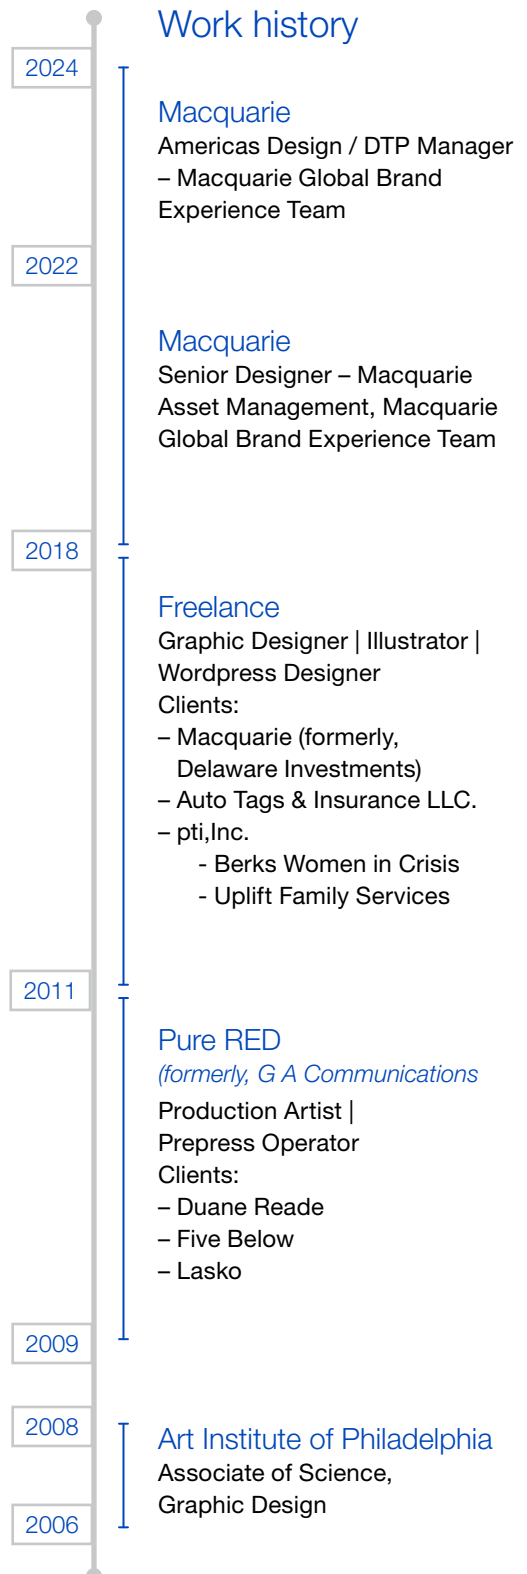 Work history
2024
Macquarie
Americas Design / DTP Manager
– Macquarie Global Brand
Experience Team
2022
Macquarie
Senior Designer – Macquarie
Asset Management, Macquarie
Global Brand Experience Team
2018
Freelance
Graphic Designer | Illustrator |
Wordpress Designer
Clients:
– Macquarie (formerly,
Delaware Investments)
– Auto Tags & Insurance LLC.
– pti,Inc.
- Berks Women in Crisis
- Uplift Family Services
2011
Pure RED
(formerly, G A Communications
Production Artist |
Prepress Operator
Clients:
– Duane Reade
– Five Below
– Lasko
2009
2008
Art Institute of Philadelphia
Associate of Science,
Graphic Design
2006